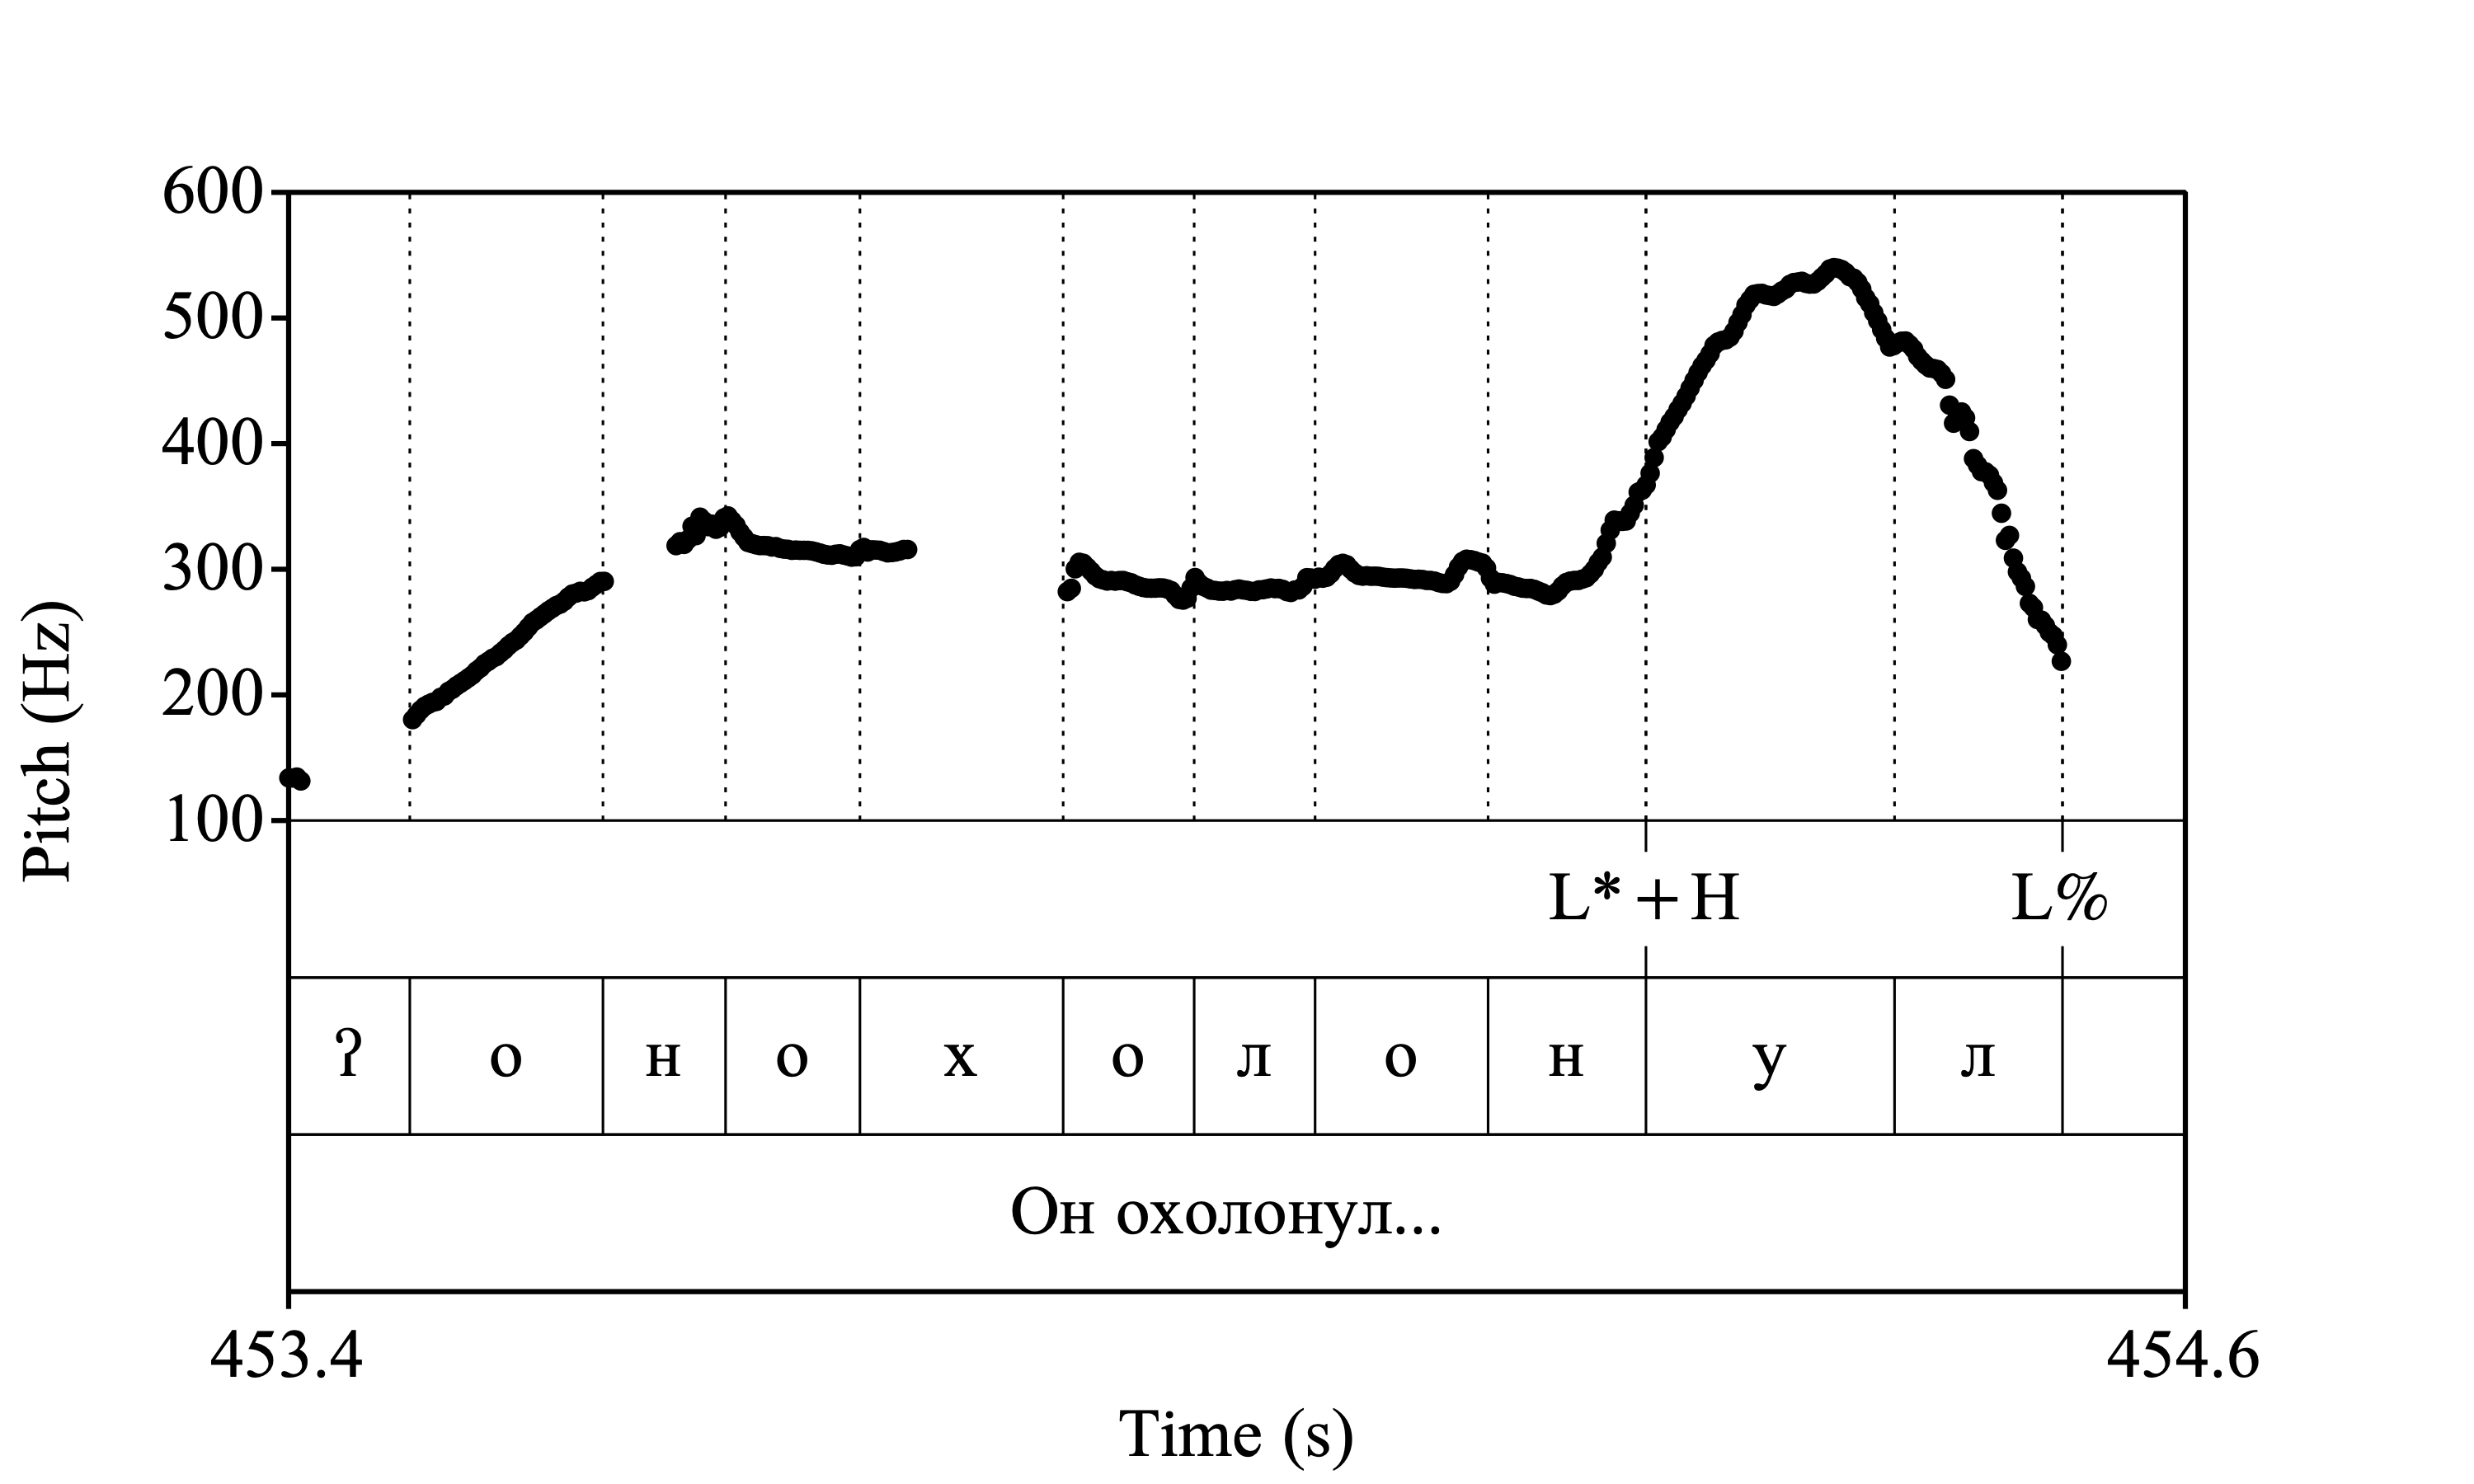 600
500
400
300
200
100
Pitch (Hz)
L*+H L%
ʔ о н о х о л о н у л
Он охолонул...
453.4 454.6
Time (s)